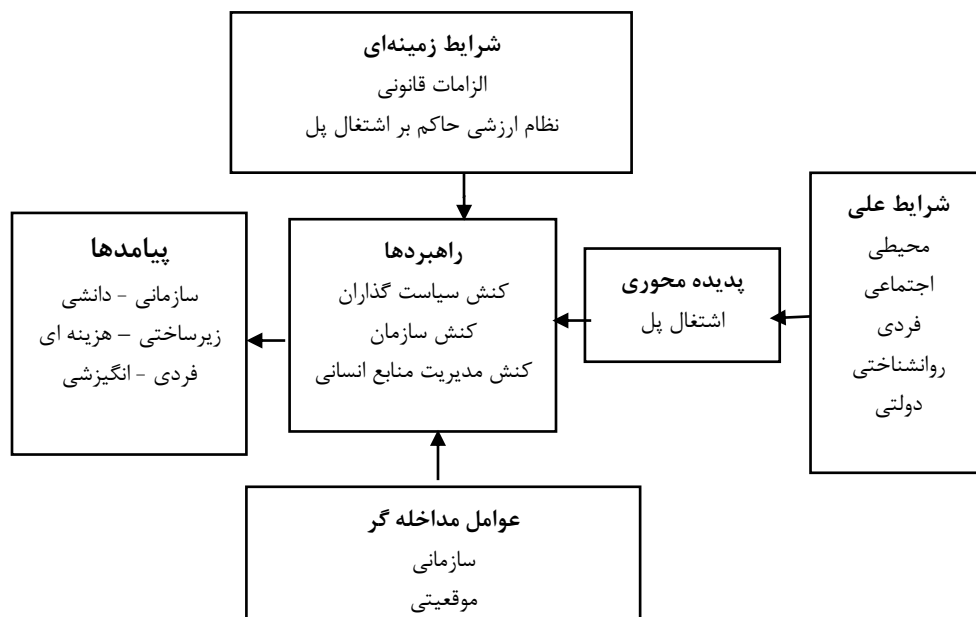 شرایط زمینه‌ای
الزامات قانونی
نظام ارزشی حاکم بر اشتغال پل
شرایط علی
محیطی
اجتماعی
فردی
روانشناختی
دولتی
پدیده محوری
اشتغال پل
راهبردها
کنش سیاست گذاران
کنش سازمان
کنش مدیریت منابع انسانی
پیامدها
سازمانی - دانشی
زیرساختی – هزینه ای
فردی - انگیزشی
عوامل مداخله گر
سازمانی
موقعیتی